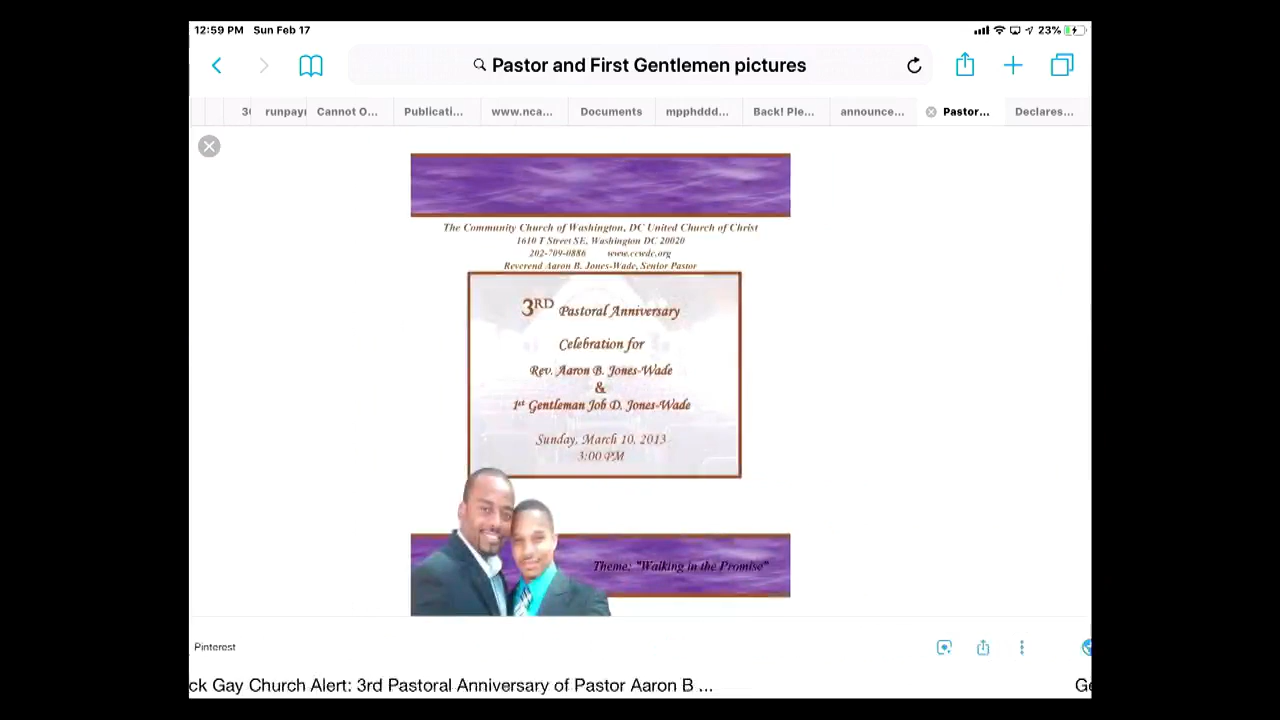 12:59 PM Sun Feb 17 23%
Pastor and First Gentlemen pictures
30 runpayr Cannot O... Publicati... www.nca... Documents mpphddd... Back! Ple... announce... Pastor... Declares...
The Community Church of Washington, DC United Church of Christ
1610 T Street SE, Washington DC 20020
202-709-0886 www.ccwdc.org
Reverend Aaron B. Jones-Wade, Senior Pastor
3RD Pastoral Anniversary
Celebration for
Rev. Aaron B. Jones-Wade
&
1st Gentleman Job D. Jones-Wade
Sunday, March 10, 2013
3:00 PM
Theme: "Walking in the Promise"
Pinterest
ck Gay Church Alert: 3rd Pastoral Anniversary of Pastor Aaron B ...
Ge